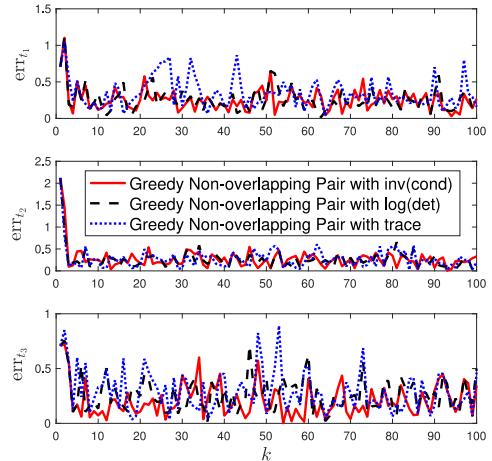 1.5
1
0.5
0
err_{t_1}
0 10 20 30 40 50 60 70 80 90 100
2.5
2
1.5
1
0.5
0
err_{t_2}
Greedy Non-overlapping Pair with inv(cond)
Greedy Non-overlapping Pair with log(det)
Greedy Non-overlapping Pair with trace
0 10 20 30 40 50 60 70 80 90 100
1
0.5
0
err_{t_3}
0 10 20 30 40 50 60 70 80 90 100
k